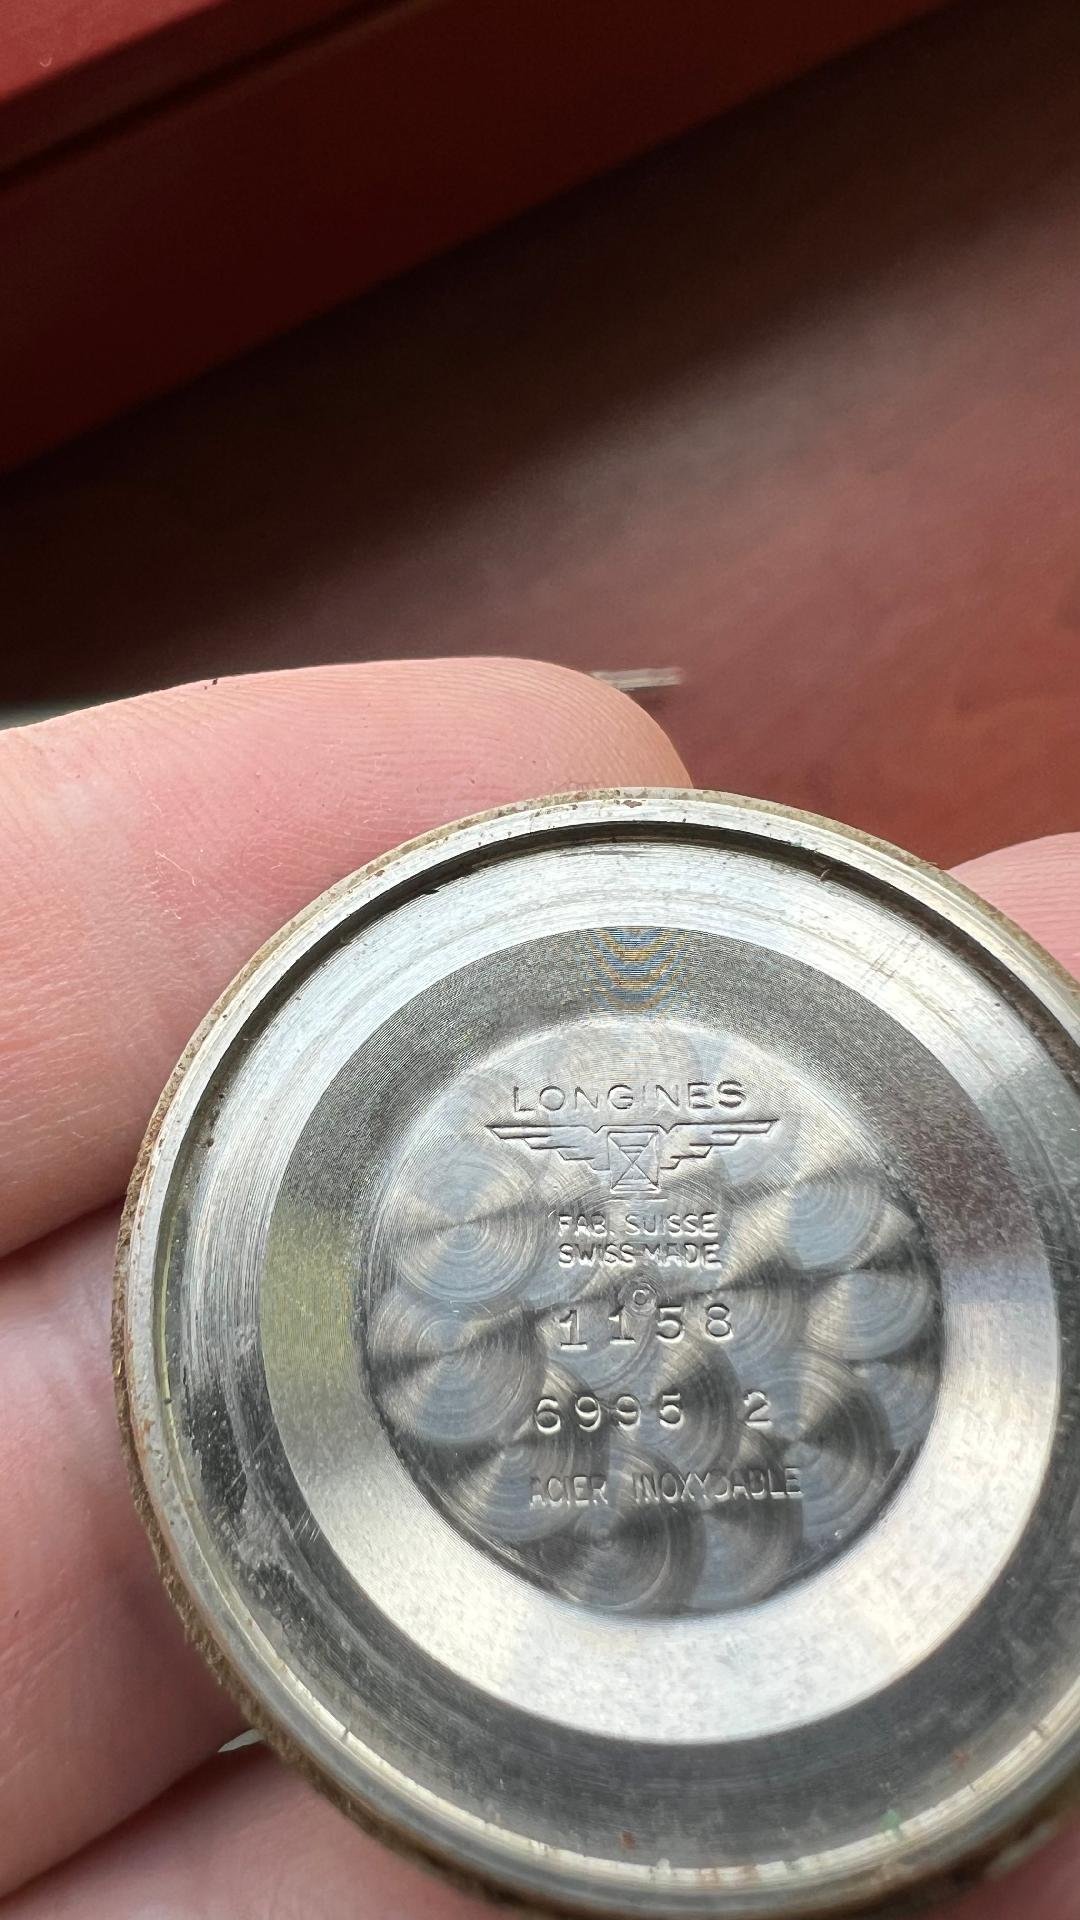 LONGINES
FAB. SUISSE
SWISS MADE
1158
6995 2
ACIER INOXYDABLE